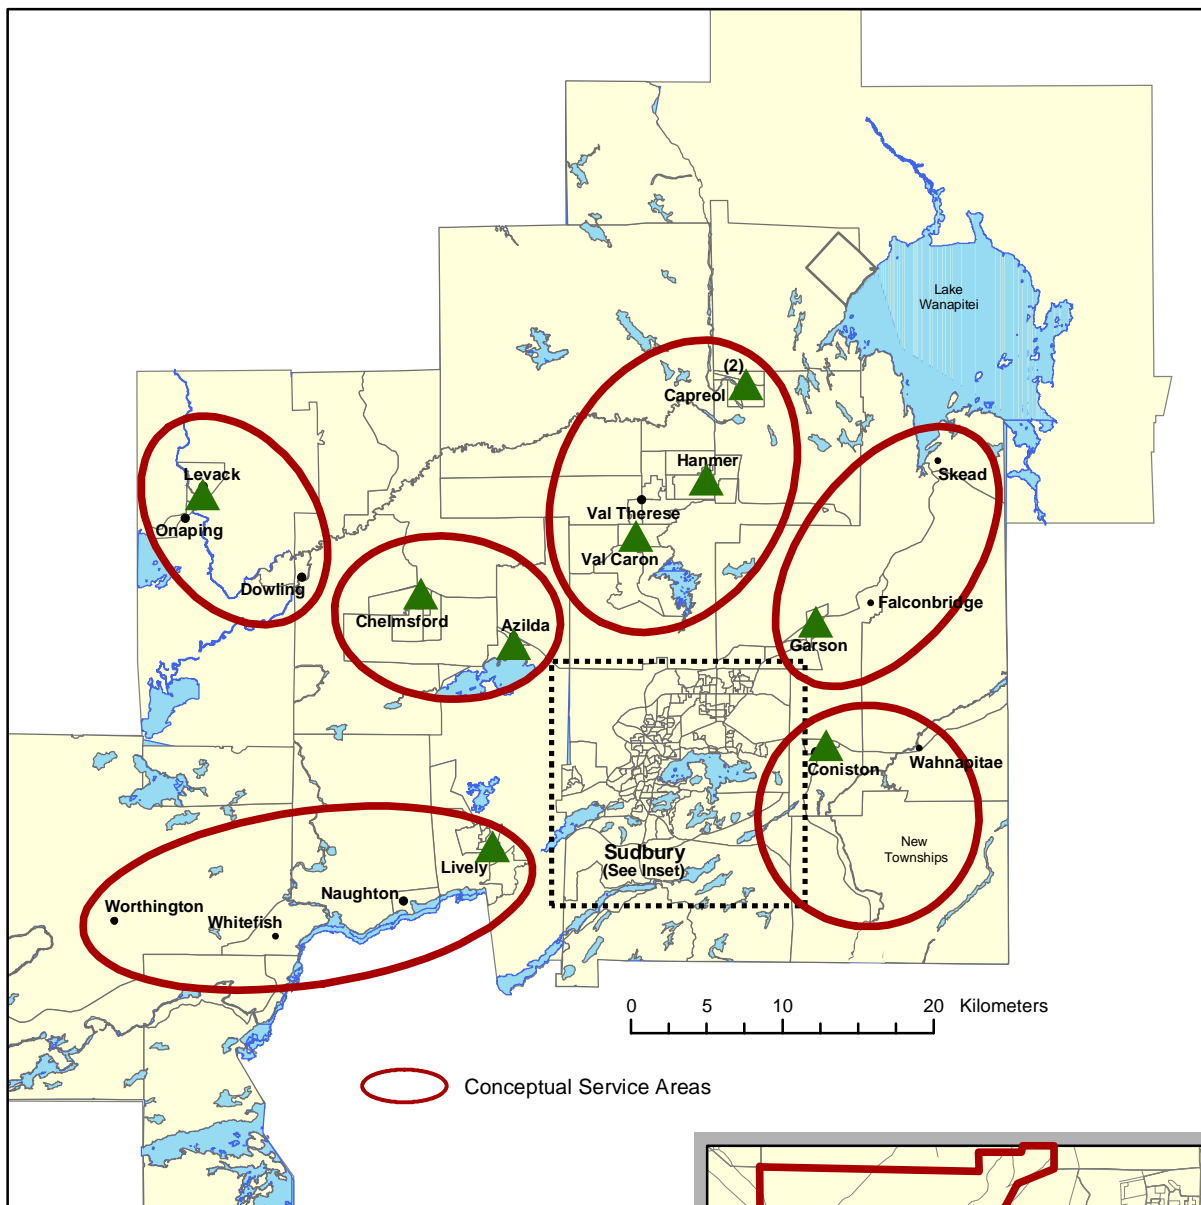 Lake
Wanapitei
(2)
Capreol
Levack
Hanmer
Skead
Onaping
Val Therese
Val Caron
Dowling
Chelmsford
Azilda
Falconbridge
Garson
Coniston
Wahnapitae
New
Townships
Sudbury
(See Inset)
Lively
Naughton
Worthington
Whitefish
0 5 10 20 Kilometers
Conceptual Service Areas